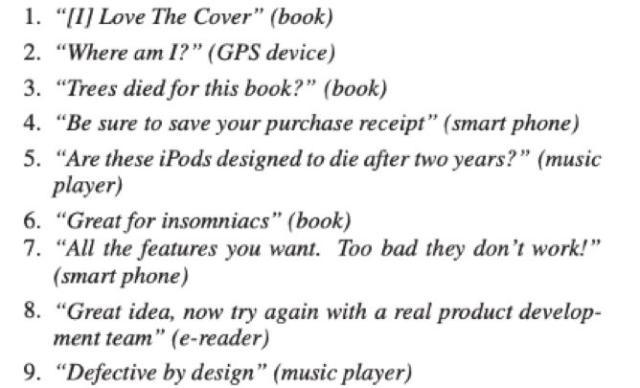 1. “[I] Love The Cover” (book)
2. “Where am I?” (GPS device)
3. “Trees died for this book?” (book)
4. “Be sure to save your purchase receipt” (smart phone)
5. “Are these iPods designed to die after two years?” (music
player)
6. “Great for insomniacs” (book)
7. “All the features you want. Too bad they don’t work!”
(smart phone)
8. “Great idea, now try again with a real product develop-
ment team” (e-reader)
9. “Defective by design” (music player)